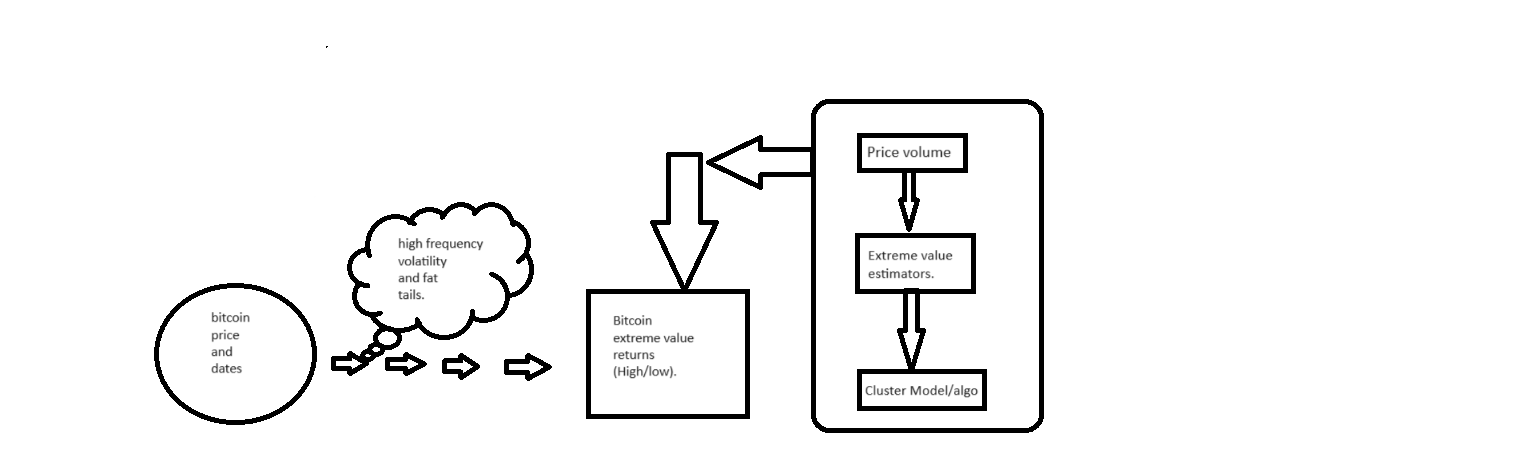 bitcoin
price
and
dates
high frequency
volatility
and fat
tails.
Bitcoin
extreme value
returns
(High/low).
Price volume
Extreme value
estimators.
Cluster Model/algo